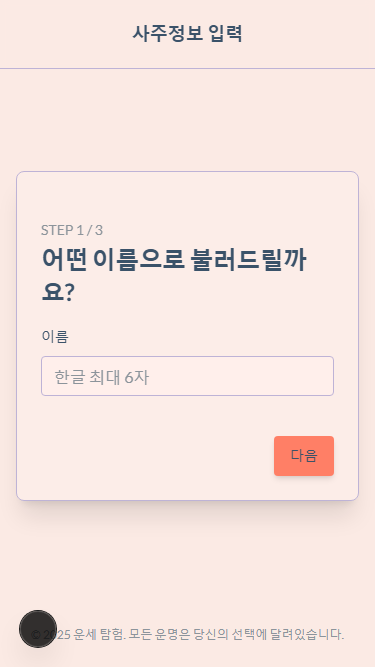 사주정보 입력
STEP 1 / 3
어떤 이름으로 불러드릴까
요?
이름
한글 최대 6자
다음
© 2025 운세 탐험. 모든 운명은 당신의 선택에 달려있습니다.